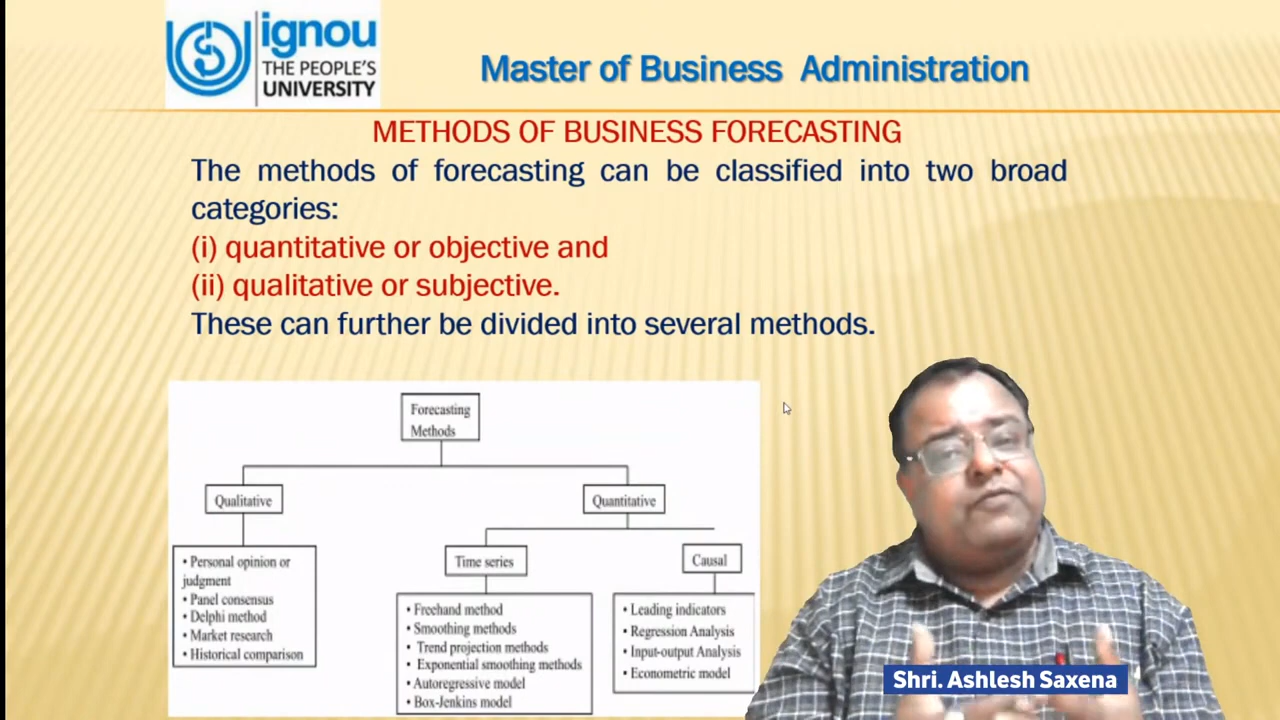 ignou
THE PEOPLE'S
UNIVERSITY
Master of Business Administration
METHODS OF BUSINESS FORECASTING
The methods of forecasting can be classified into two broad
categories:
(i) quantitative or objective and
(ii) qualitative or subjective.
These can further be divided into several methods.
Forecasting
Methods
Qualitative
Quantitative
• Personal opinion or
judgment
• Panel consensus
• Delphi method
• Market research
• Historical comparison
Time series
Causal
• Freehand method
• Smoothing methods
• Trend projection methods
• Exponential smoothing methods
• Autoregressive model
• Box-Jenkins model
• Leading indicators
• Regression Analysis
• Input-output Analysis
• Econometric model
Shri. Ashlesh Saxena